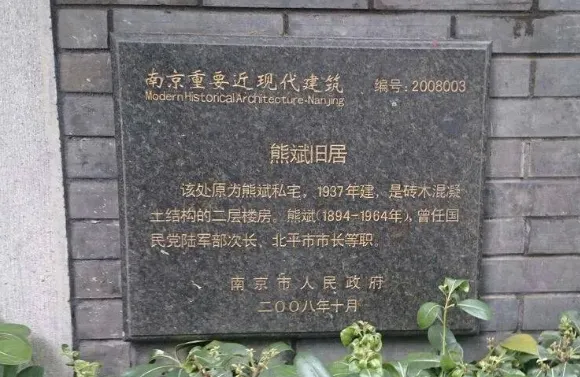 南京重要近现代建筑 编号:2008003
Modern Historical Architecture·Nanjing
熊斌旧居
该处原为熊斌私宅，1937年建，是砖木混凝
土结构的二层楼房。熊斌(1894-1964年)，曾任国
民党陆军部次长、北平市市长等职。
南京市人民政府
二〇〇八年十月